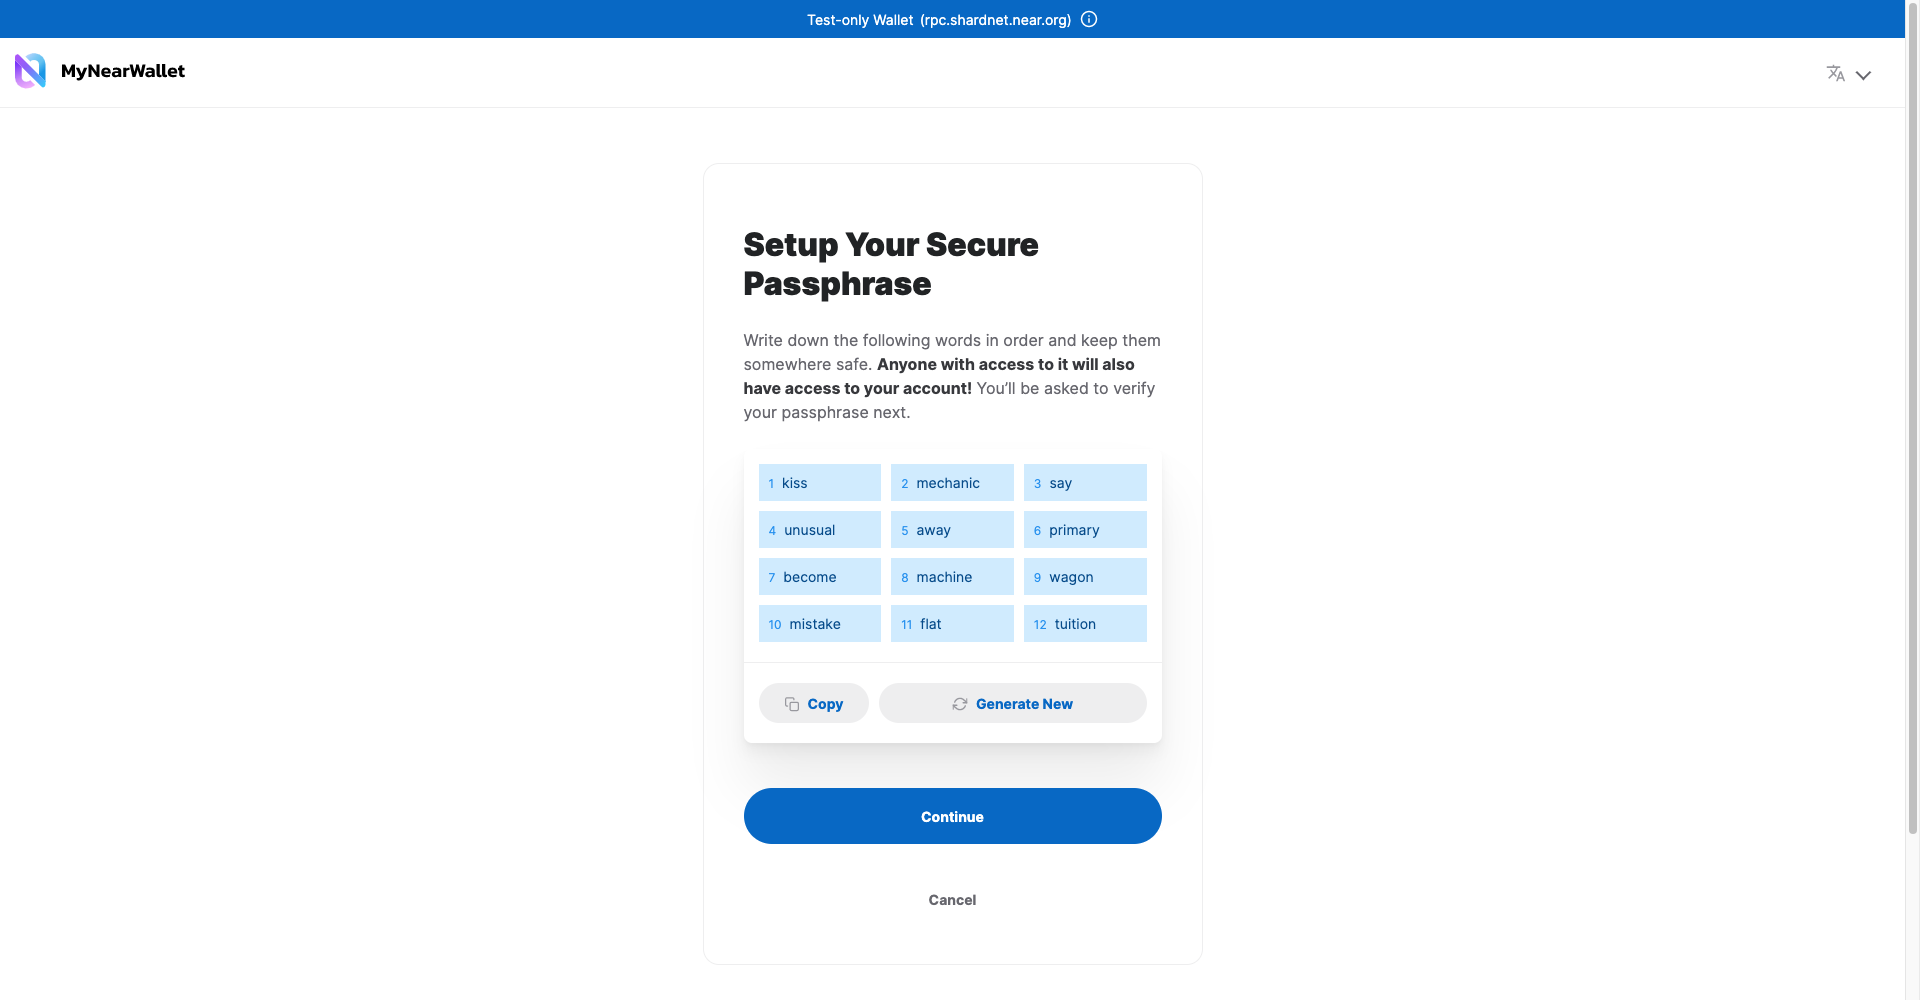 Test-only Wallet (rpc.shardnet.near.org)
MyNearWallet
Setup Your Secure
Passphrase
Write down the following words in order and keep them
somewhere safe. Anyone with access to it will also
have access to your account! You'll be asked to verify
your passphrase next.
1 kiss 2 mechanic 3 say
4 unusual 5 away 6 primary
7 become 8 machine 9 wagon
10 mistake 11 flat 12 tuition
Copy Generate New
Continue
Cancel